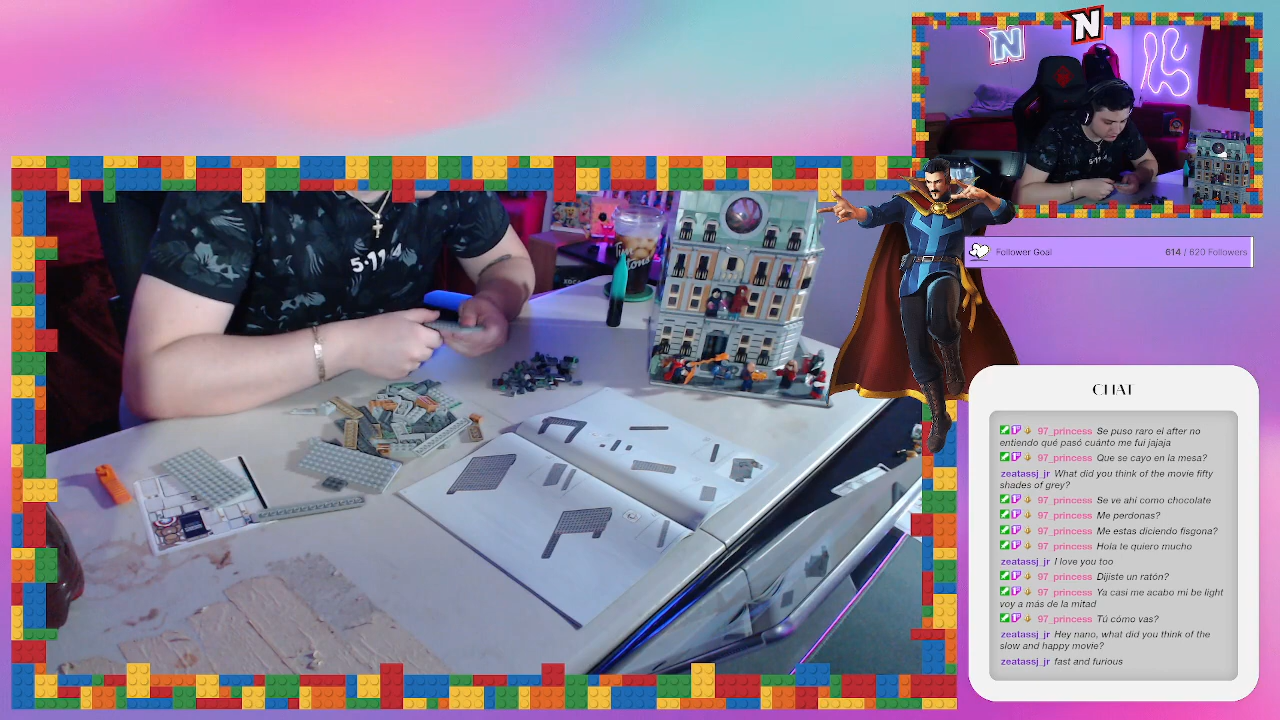 N
N
5·11
Tim
Hortons
Follower Goal
614 / 620 Followers
CHAT
97_princess Se puso raro el after no
entiendo qué pasó cuánto me fui jajaja
97_princess Que se cayo en la mesa?
zeatassj_jr What did you think of the movie fifty
shades of grey?
97_princess Se ve ahi como chocolate
97_princess Me perdonas?
97_princess Me estas diciendo fisgona?
97_princess Hola te quiero mucho
zeatassj_jr I love you too
97_princess Dijiste un ratón?
97_princess Ya casi me acabo mi be light
voy a más de la mitad
97_princess Tú cómo vas?
zeatassj_jr Hey nano, what did you think of the
slow and happy movie?
zeatassj_jr fast and furious